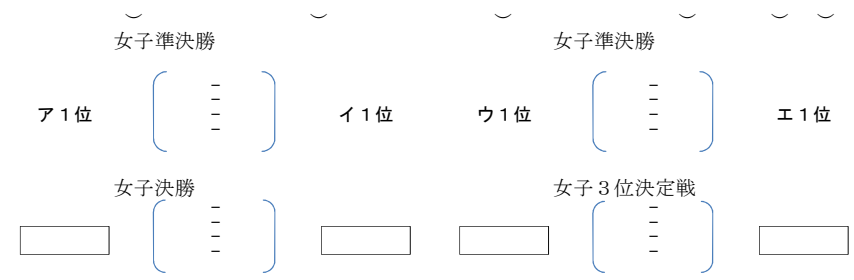 女子準決勝 女子準決勝
－ －
－ －
ア１位 － イ１位 ウ１位 － エ１位
－ －
女子決勝 女子３位決定戦
－ －
－ －
－ －
－ －